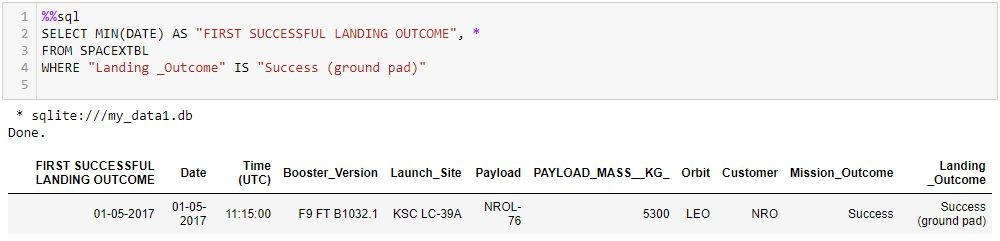 1 %%sql
2 SELECT MIN(DATE) AS "FIRST SUCCESSFUL LANDING OUTCOME", *
3 FROM SPACEXTBL
4 WHERE "Landing _Outcome" IS "Success (ground pad)"
5
* sqlite:///my_data1.db
Done.
FIRST SUCCESSFUL LANDING OUTCOME Date Time (UTC) Booster_Version Launch_Site Payload PAYLOAD_MASS__KG_ Orbit Customer Mission_Outcome Landing _Outcome
01-05-2017 01-05-2017 11:15:00 F9 FT B1032.1 KSC LC-39A NROL-76 5300 LEO NRO Success Success (ground pad)